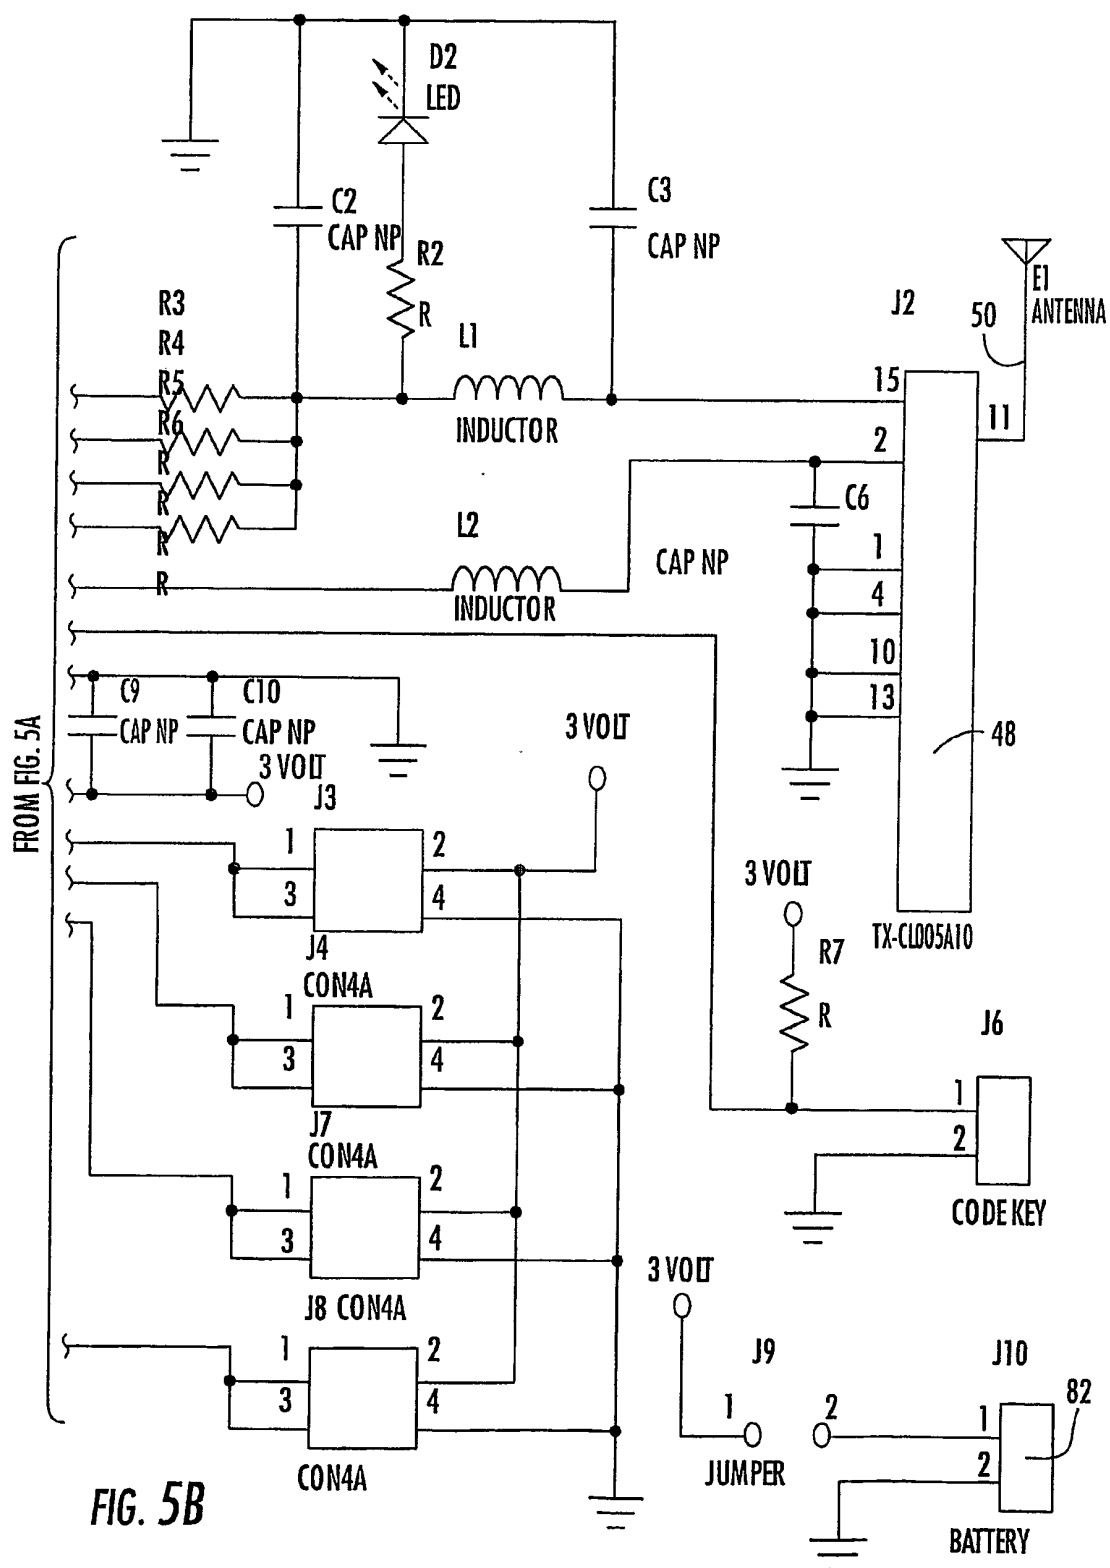 D2
LED
C2
CAP NP
C3
CAP NP
R2
R
E1
ANTENNA
50
J2
R3
R4
R5
R6
R
R
R
R
L1
INDUCTOR
15
11
2
C6
CAP NP
L2
INDUCTOR
1
4
10
13
48
TX-CL005A10
FROM FIG. 5A
C9
CAP NP
C10
CAP NP
3 VOLT
3 VOLT
J3
1
2
3
4
J4
CON4A
1
2
3
4
J7
CON4A
1
2
3
4
J8 CON4A
1
2
3
4
CON4A
3 VOLT
R7
R
J6
1
2
CODE KEY
3 VOLT
J9
1
2
JUMPER
J10
82
1
2
BATTERY
FIG. 5B